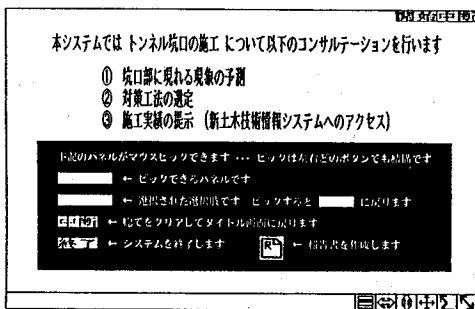 開始 中断
本システムでは トンネル坑口の施工 について以下のコンサルテーションを行います
① 坑口部に現れる現象の予測
② 対策工法の選定
③ 施工実績の提示 (新土木技術情報システムへのアクセス)
下記のパネルがマウスピックできます … ピックは左右どのボタンでも結構です
← ピックできるパネルです
← 選択された選択肢です ピックすると に戻ります
中断 ← 総てをクリアしてタイトル画面に戻ります
終了 ← システムを終了します R ← 報告書を作成します